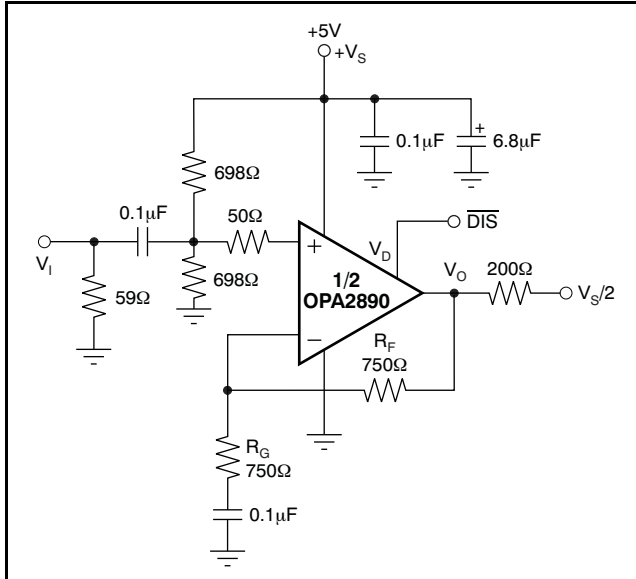 +5V
+V_S
0.1μF
6.8μF
698Ω
0.1μF
50Ω
DIS
V_I
+
V_D
V_O
200Ω
698Ω
1/2
OPA2890
V_S/2
59Ω
−
R_F
750Ω
R_G
750Ω
0.1μF
+